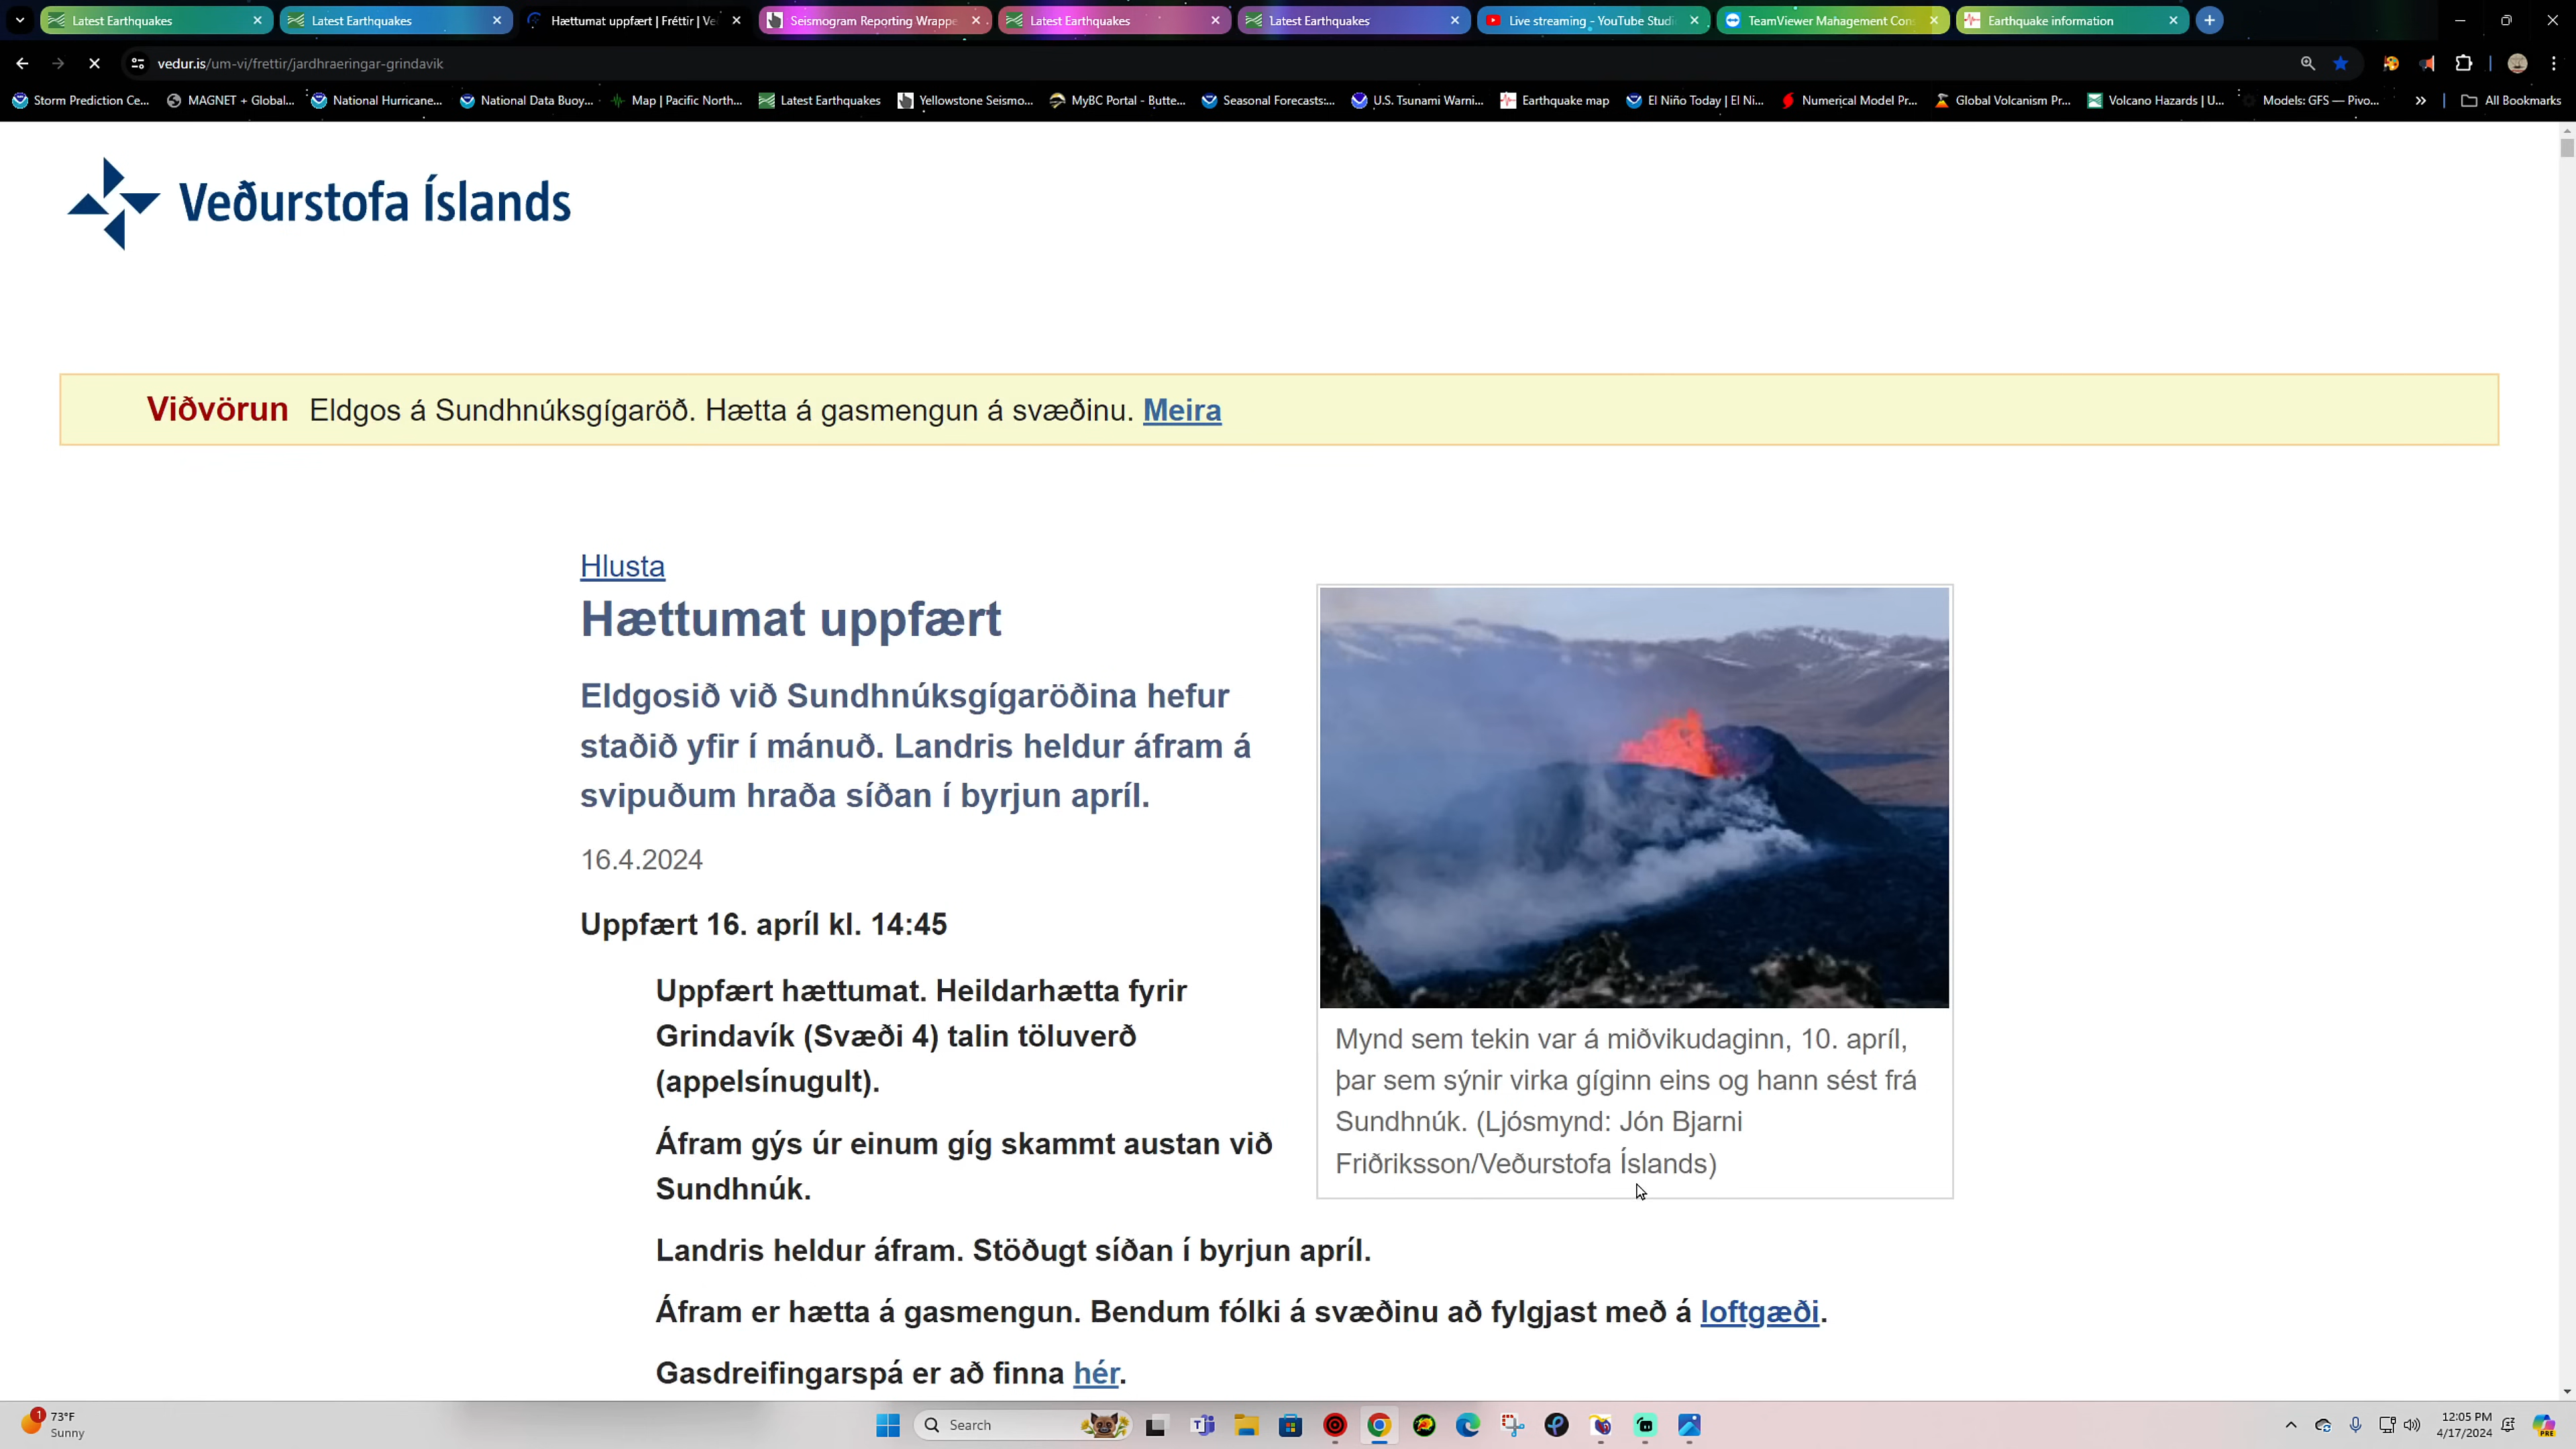 Latest Earthquakes
Latest Earthquakes
Hættumat uppfært | Fréttir | Ve
Seismogram Reporting Wrappe
Latest Earthquakes
Latest Earthquakes
Live streaming - YouTube Studi
TeamViewer Management Con
Earthquake information
vedur.is/um-vi/frettir/jardhraeringar-grindavik
Storm Prediction Ce...
MAGNET + Global...
National Hurricane...
National Data Buoy...
Map | Pacific North...
Latest Earthquakes
Yellowstone Seismo...
MyBC Portal - Butte...
Seasonal Forecasts:...
U.S. Tsunami Warni...
Earthquake map
El Niño Today | El Ni...
Numerical Model Pr...
Global Volcanism Pr...
Volcano Hazards | U...
Models: GFS — Pivo...
All Bookmarks
Veðurstofa Íslands
Viðvörun Eldgos á Sundhnúksgígaröð. Hætta á gasmengun á svæðinu. Meira
Hlusta
Hættumat uppfært
Eldgosið við Sundhnúksgígaröðina hefur
staðið yfir í mánuð. Landris heldur áfram á
svipuðum hraða síðan í byrjun apríl.
16.4.2024
Uppfært 16. apríl kl. 14:45
Uppfært hættumat. Heildarhætta fyrir
Grindavík (Svæði 4) talin töluverð
(appelsínugult).
Áfram gýs úr einum gíg skammt austan við
Sundhnúk.
Mynd sem tekin var á miðvikudaginn, 10. apríl,
þar sem sýnir virka gíginn eins og hann sést frá
Sundhnúk. (Ljósmynd: Jón Bjarni
Friðriksson/Veðurstofa Íslands)
Landris heldur áfram. Stöðugt síðan í byrjun apríl.
Áfram er hætta á gasmengun. Bendum fólki á svæðinu að fylgjast með á loftgæði.
Gasdreifingarspá er að finna hér.
1
73°F
Sunny
Search
PRE
12:05 PM
4/17/2024